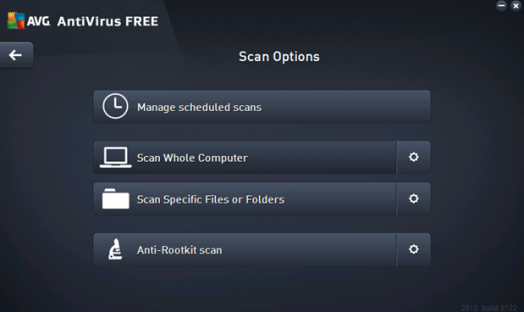 AVG. AntiVirus FREE
Scan Options
Manage scheduled scans
Scan Whole Computer
Scan Specific Files or Folders
Anti-Rootkit scan
2015 build 6122